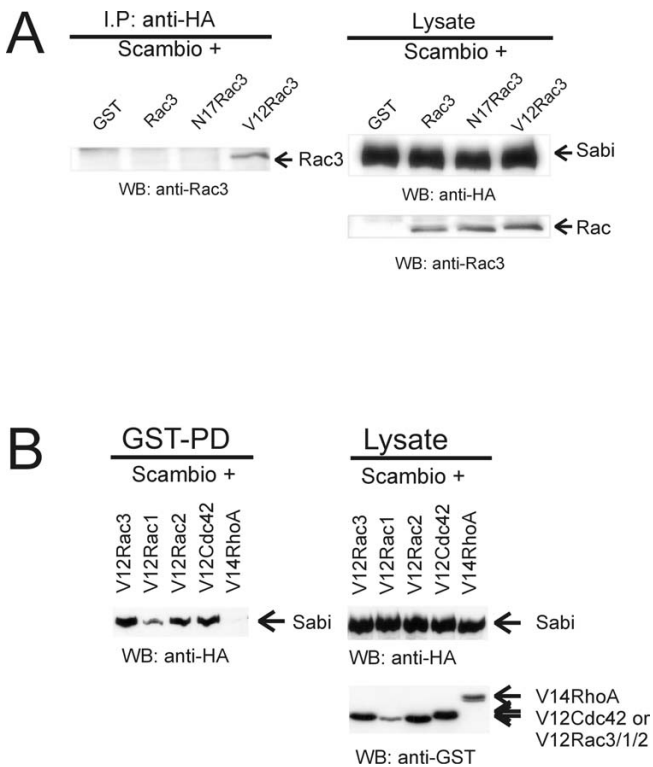 A
I.P: anti-HA
Scambio +
GST
Rac3
N17Rac3
V12Rac3
Rac3
WB: anti-Rac3
Lysate
Scambio +
GST
Rac3
N17Rac3
V12Rac3
Sabi
WB: anti-HA
Rac
WB: anti-Rac3
B
GST-PD
Scambio +
V12Rac3
V12Rac1
V12Rac2
V12Cdc42
V14RhoA
Sabi
WB: anti-HA
Lysate
Scambio +
V12Rac3
V12Rac1
V12Rac2
V12Cdc42
V14RhoA
Sabi
WB: anti-HA
V14RhoA
V12Cdc42 or
V12Rac3/1/2
WB: anti-GST